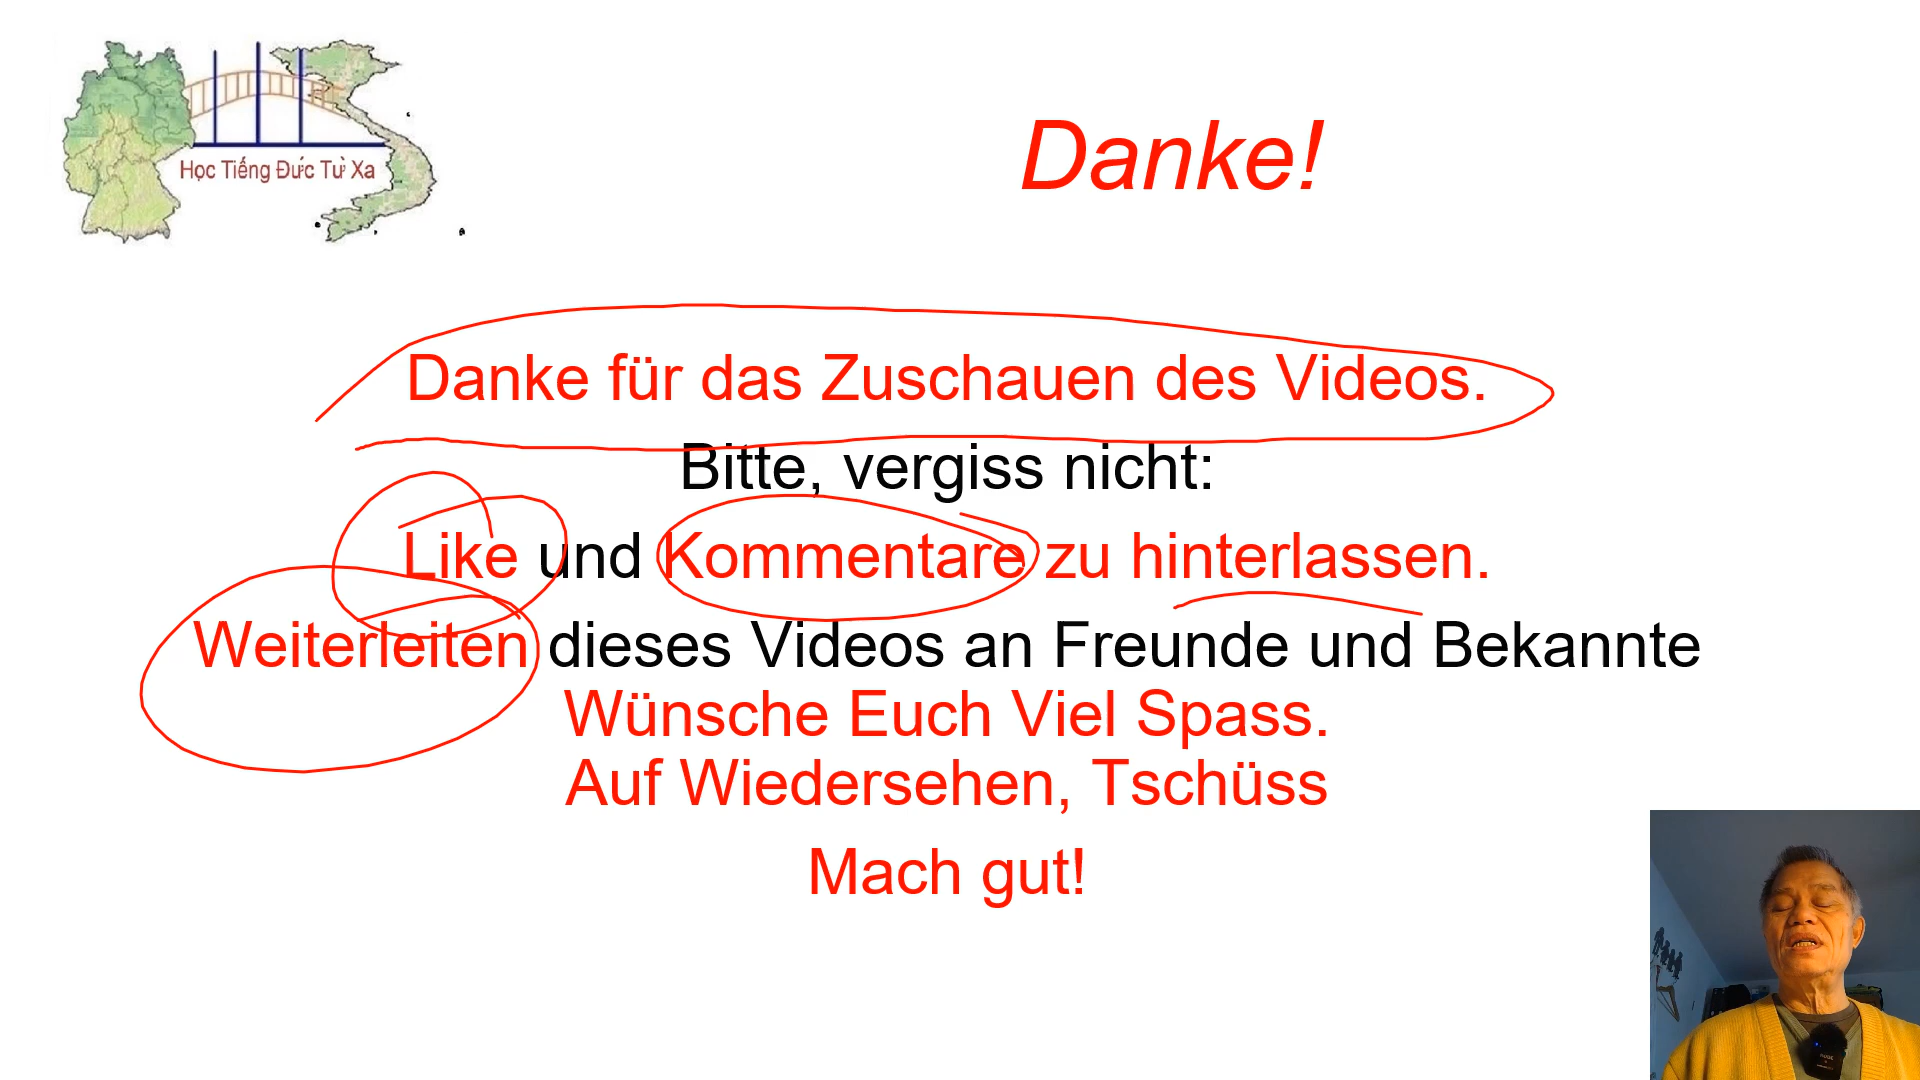 Học Tiếng Đức Từ Xa
Danke!
Danke für das Zuschauen des Videos.
Bitte, vergiss nicht:
Like und Kommentare zu hinterlassen.
Weiterleiten dieses Videos an Freunde und Bekannte
Wünsche Euch Viel Spass.
Auf Wiedersehen, Tschüss
Mach gut!